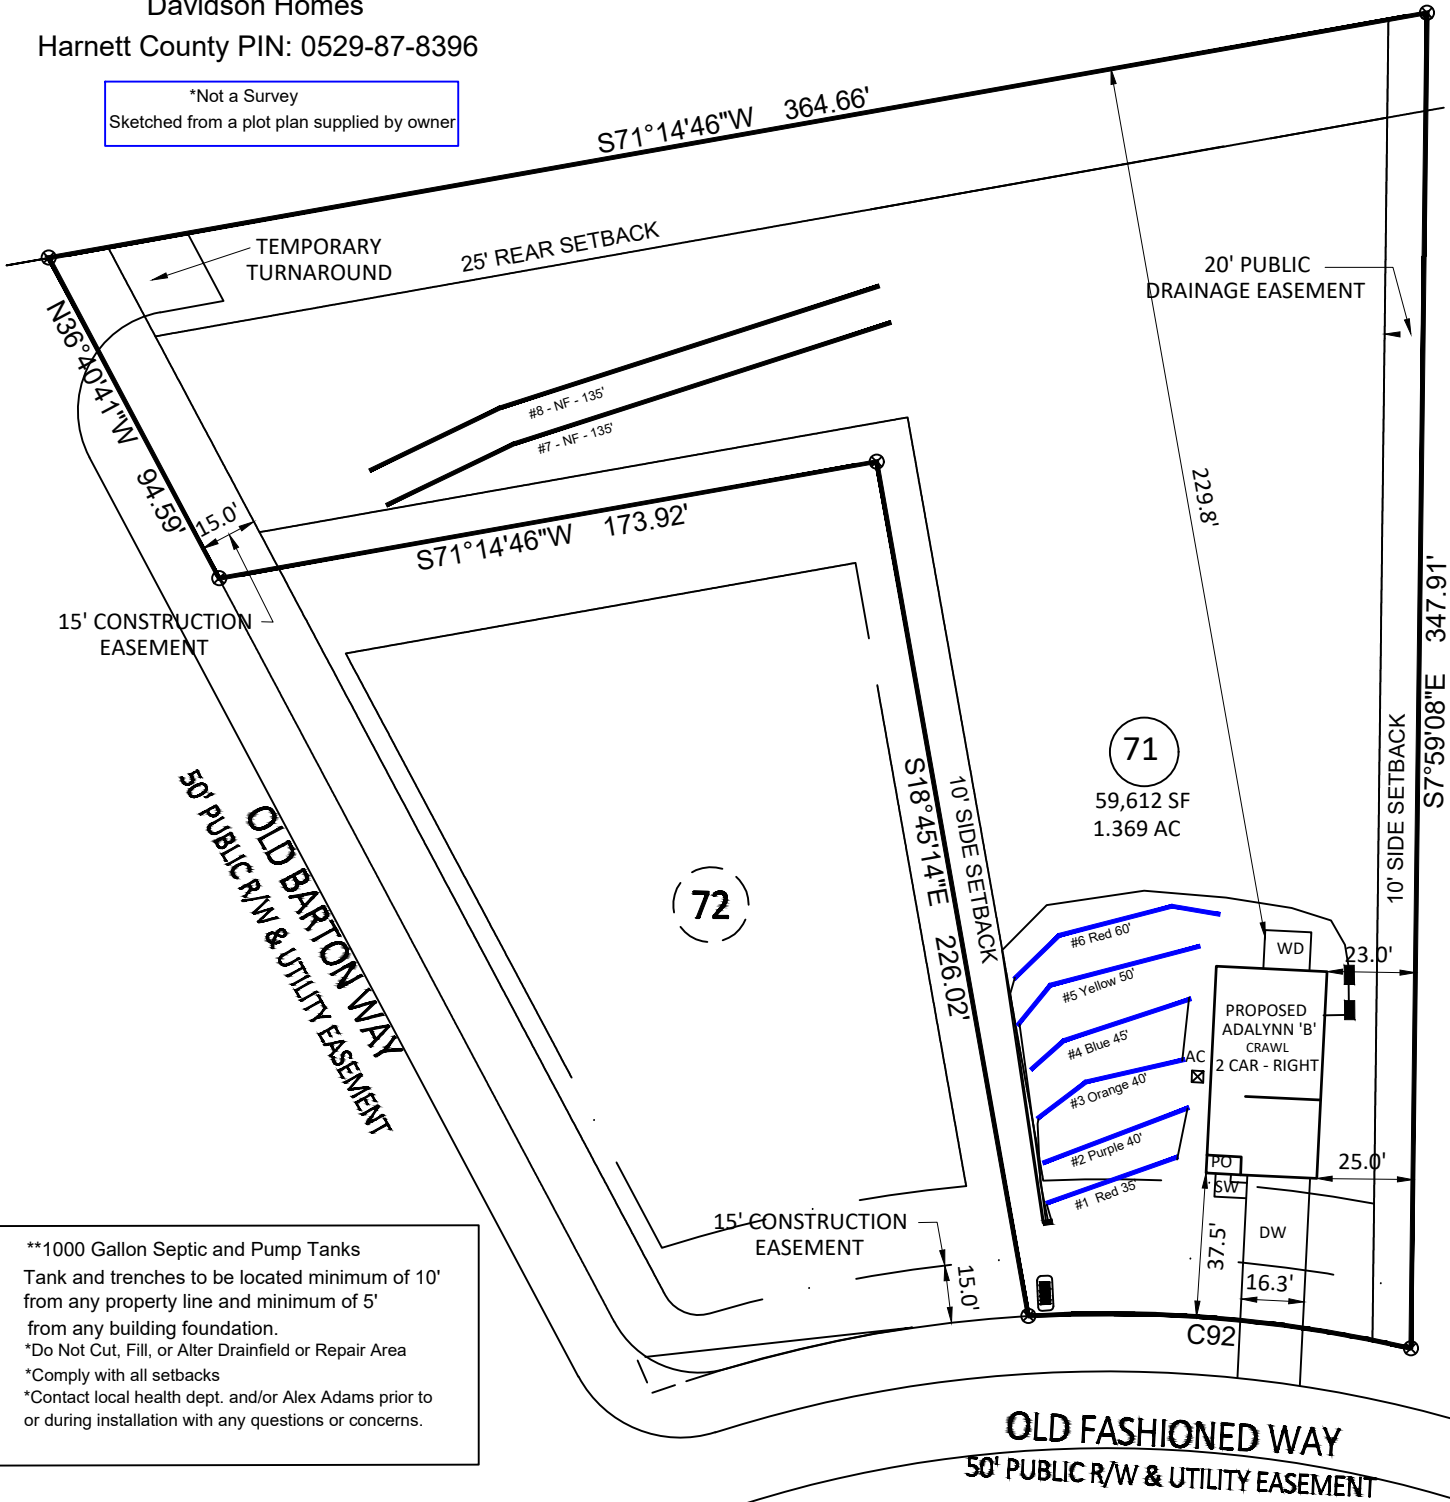 Davidson Homes
Harnett County PIN: 0529-87-8396
*Not a Survey
Sketched from a plot plan supplied by owner
S71°14'46"W 364.66'
TEMPORARY
TURNAROUND
25' REAR SETBACK
20' PUBLIC
DRAINAGE EASEMENT
N36°40'41"W 94.59'
#8 - NF - 135'
#7 - NF - 135'
15.0'
S71°14'46"W 173.92'
229.8'
15' CONSTRUCTION
EASEMENT
S7°59'08"E 347.91'
10' SIDE SETBACK
71
59,612 SF
1.369 AC
S18°45'14"E 226.02'
10' SIDE SETBACK
OLD BARTON WAY
50' PUBLIC R/W & UTILITY EASEMENT
72
#6 Red 60'
#5 Yellow 50'
#4 Blue 45'
#3 Orange 40'
#2 Purple 40'
#1 Red 35'
WD
23.0'
PROPOSED
ADALYNN 'B'
CRAWL
2 CAR - RIGHT
AC
PO
SW
25.0'
37.5'
DW
16.3'
15' CONSTRUCTION
EASEMENT
15.0'
C92
**1000 Gallon Septic and Pump Tanks
Tank and trenches to be located minimum of 10'
from any property line and minimum of 5'
from any building foundation.
*Do Not Cut, Fill, or Alter Drainfield or Repair Area
*Comply with all setbacks
*Contact local health dept. and/or Alex Adams prior to
or during installation with any questions or concerns.
OLD FASHIONED WAY
50' PUBLIC R/W & UTILITY EASEMENT